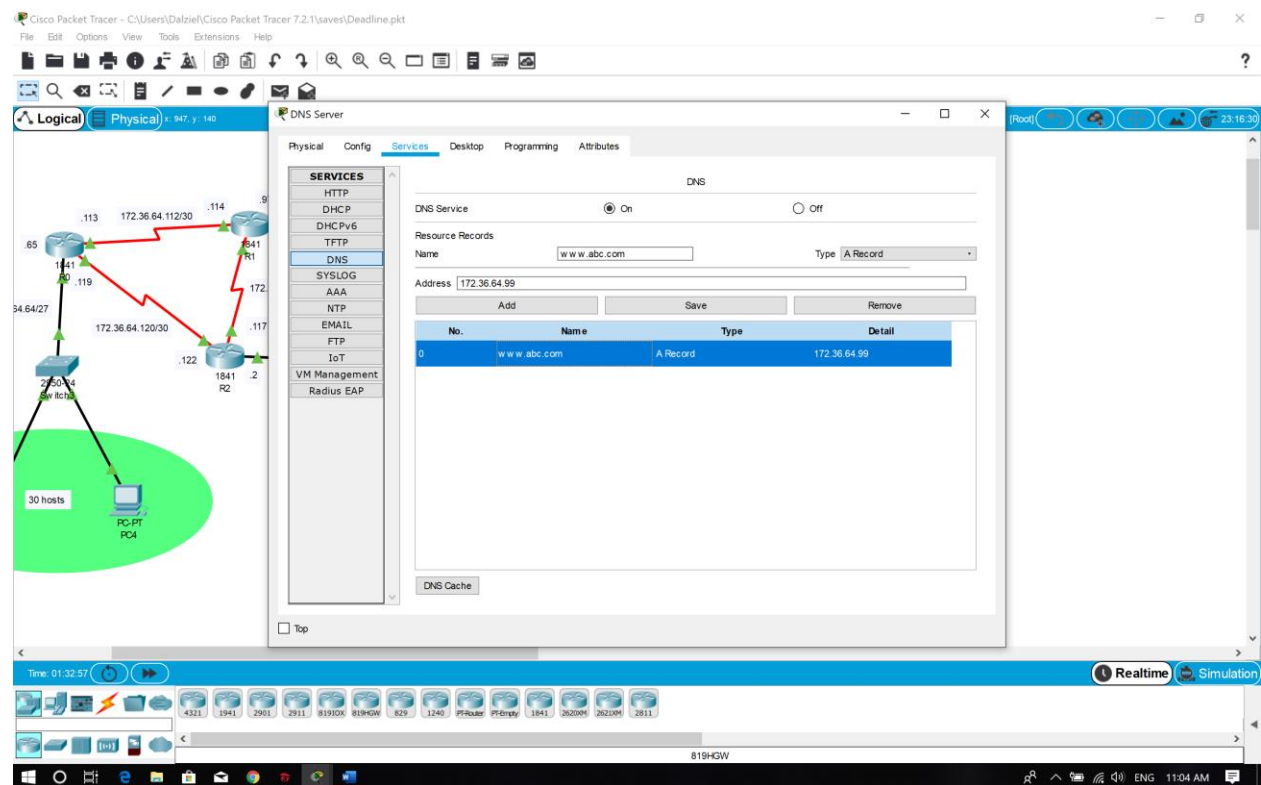 Cisco Packet Tracer - C:\Users\Dalziel\Cisco Packet Tracer 7.2.1\saves\Deadline.pkt
File Edit Options View Tools Extensions Help
?
Logical Physical x: 947, y: 140
[Root] 23:16:30
DNS Server
Physical Config Services Desktop Programming Attributes
SERVICES
HTTP
DHCP
DHCPv6
TFTP
DNS
SYSLOG
AAA
NTP
EMAIL
FTP
IoT
VM Management
Radius EAP
DNS
DNS Service On Off
Resource Records
Name www.abc.com Type A Record
Address 172.36.64.99
Add Save Remove
No. Name Type Detail
0 www.abc.com A Record 172.36.64.99
DNS Cache
Top
.113 172.36.64.112/30 .114 .9
.65
1841
R0
.119
1841
R1
172.
64.64/27
172.36.64.120/30
.117
.122
1841
R2
.2
2950-24
Switch3
30 hosts
PC-PT
PC4
Time: 01:32:57
Realtime Simulation
4321 1941 2901 2911 819IOX 819HGW 829 1240 PT-Router PT-Empty 1841 2620XM 2621XM 2811
819HGW
ENG 11:04 AM